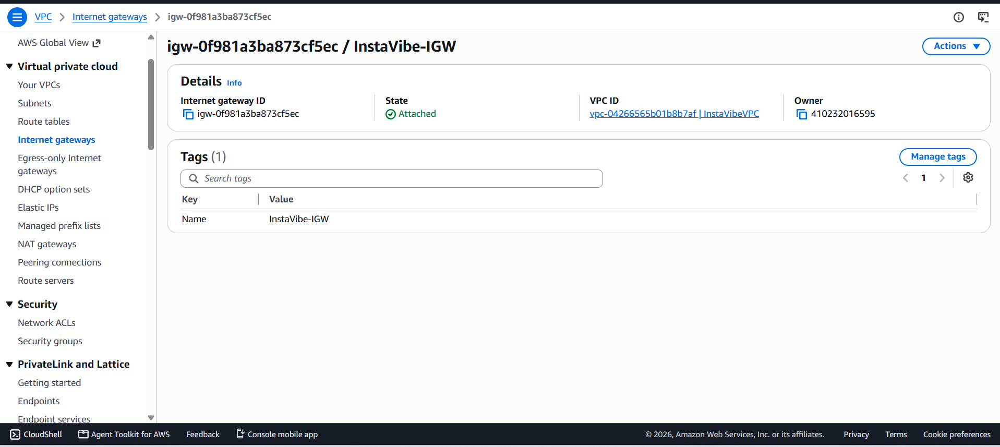 VPC > Internet gateways > igw-0f981a3ba873cf5ec
AWS Global View
Virtual private cloud
Your VPCs
Subnets
Route tables
Internet gateways
Egress-only Internet
gateways
DHCP option sets
Elastic IPs
Managed prefix lists
NAT gateways
Peering connections
Route servers
Security
Network ACLs
Security groups
PrivateLink and Lattice
Getting started
Endpoints
Endpoint services
igw-0f981a3ba873cf5ec / InstaVibe-IGW
Actions
Details Info
Internet gateway ID
igw-0f981a3ba873cf5ec
State
Attached
VPC ID
vpc-04266565b01b8b7af | InstaVibeVPC
Owner
410232016595
Tags (1)
Manage tags
Search tags
1
Key Value
Name InstaVibe-IGW
CloudShell Agent Toolkit for AWS Feedback Console mobile app © 2026, Amazon Web Services, Inc. or its affiliates. Privacy Terms Cookie preferences